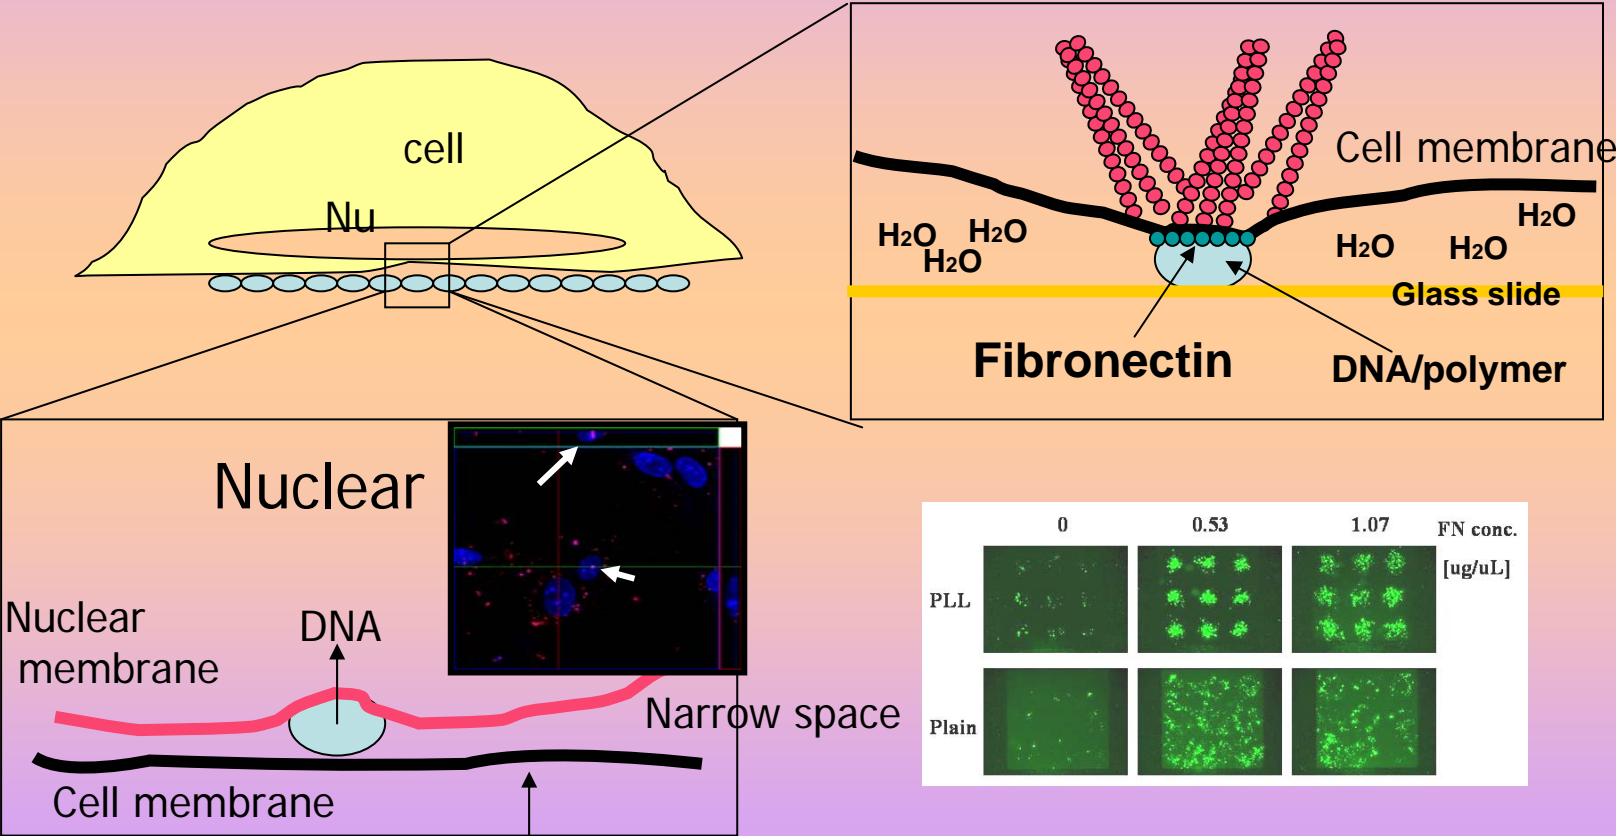 cell
Nu
Cell membrane
H2O
H2O
H2O
H2O
H2O
H2O
Glass slide
Fibronectin
DNA/polymer
Nuclear
Nuclear
membrane
DNA
Narrow space
Cell membrane
0 0.53 1.07 FN conc.
[ug/uL]
PLL
Plain